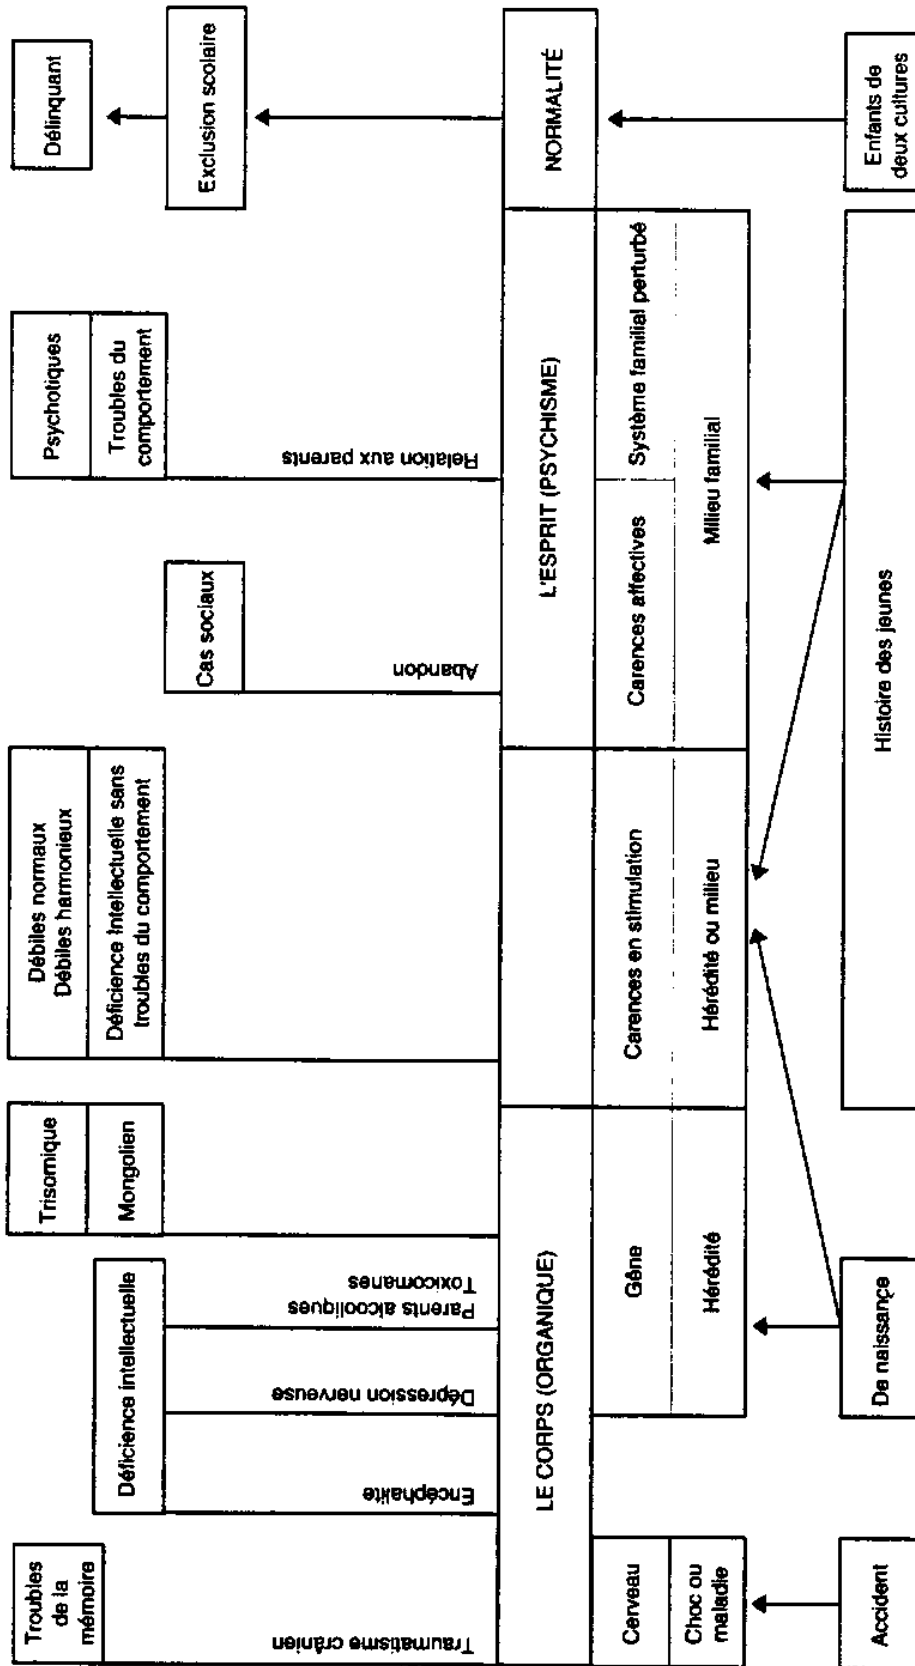 Troubles
de la
mémoire
Déficience intellectuelle
Trisomique
Mongolien
Débiles normaux
Débiles harmonieux
Déficience Intellectuelle sans
troubles du comportement
Cas sociaux
Psychotiques
Troubles du
comportement
Délinquant
Exclusion scolaire
Traumatisme crânien
Encéphalite
Dépression nerveuse
Parents alcooliques
Toxicomanes
Abandon
Relation aux parents
LE CORPS (ORGANIQUE)
L'ESPRIT (PSYCHISME)
NORMALITÉ
Cerveau
Choc ou
maladie
Gêne
Hérédité
Carences en stimulation
Hérédité ou milieu
Carences affectives
Système familial perturbé
Milieu familial
Accident
De naissance
Histoire des jeunes
Enfants de
deux cultures